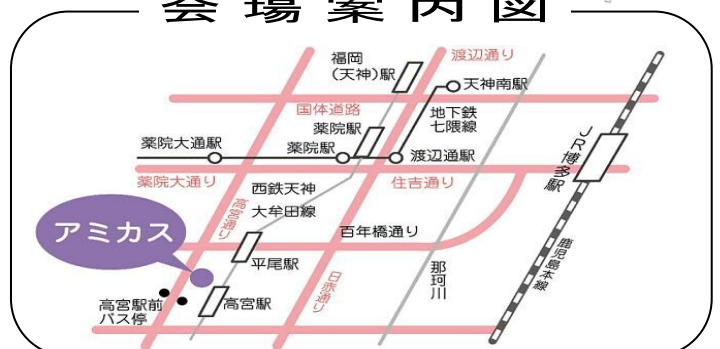 会場案内図
福岡
(天神)駅
渡辺通り
天神南駅
国体道路
地下鉄
七隈線
薬院駅
薬院大通駅
薬院駅
渡辺通駅
JR博多駅
薬院大通り
住吉通り
西鉄天神
大牟田線
高宮通り
アミカス
百年橋通り
平尾駅
日赤通り
那珂川
鹿児島本線
高宮駅前
バス停
高宮駅